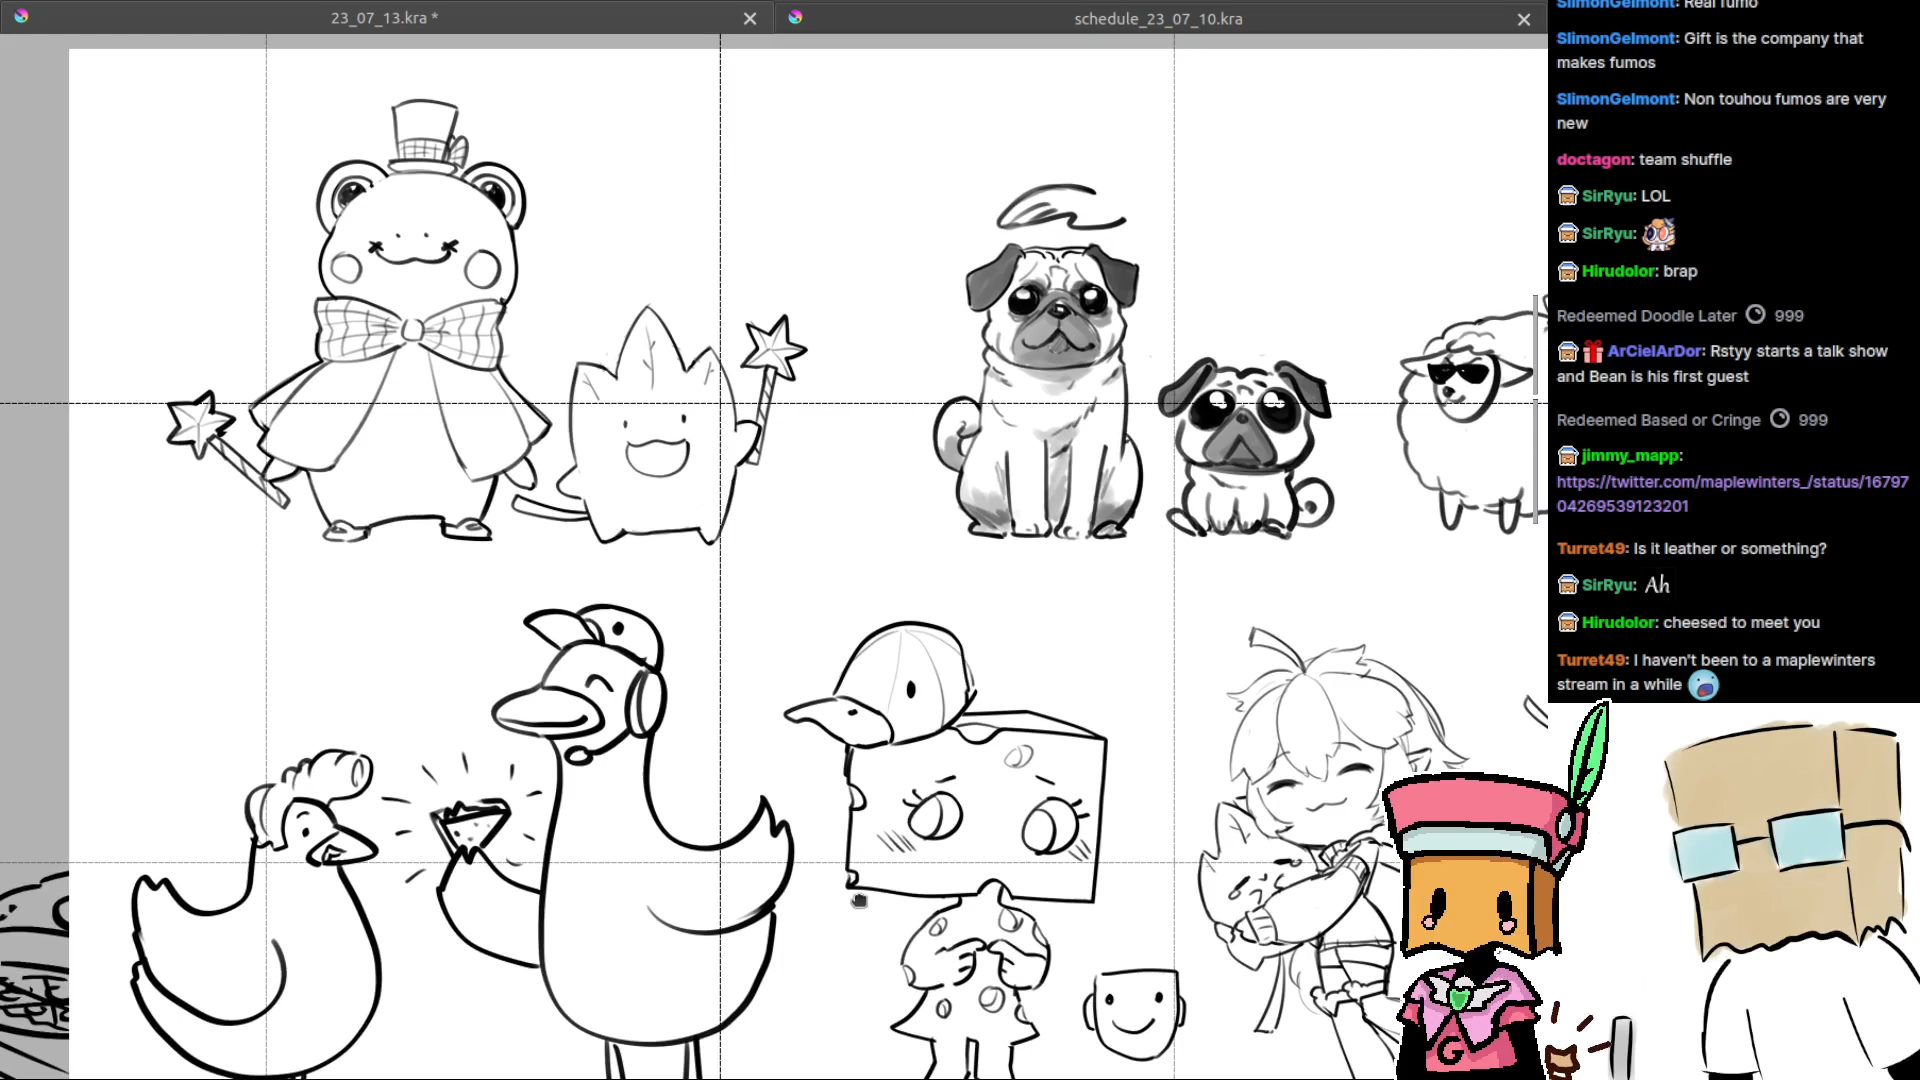 23_07_13.kra *
schedule_23_07_10.kra
SlimonGelmont: Real fumo
SlimonGelmont: Gift is the company that
makes fumos
SlimonGelmont: Non touhou fumos are very
new
doctagon: team shuffle
SirRyu: LOL
SirRyu:
Hirudolor: brap
Redeemed Doodle Later 999
ArCielArDor: Rstyy starts a talk show
and Bean is his first guest
Redeemed Based or Cringe 999
jimmy_mapp:
https://twitter.com/maplewinters_/status/16797
04269539123201
Turret49: Is it leather or something?
SirRyu: Ah
Hirudolor: cheesed to meet you
Turret49: I haven't been to a maplewinters
stream in a while
G